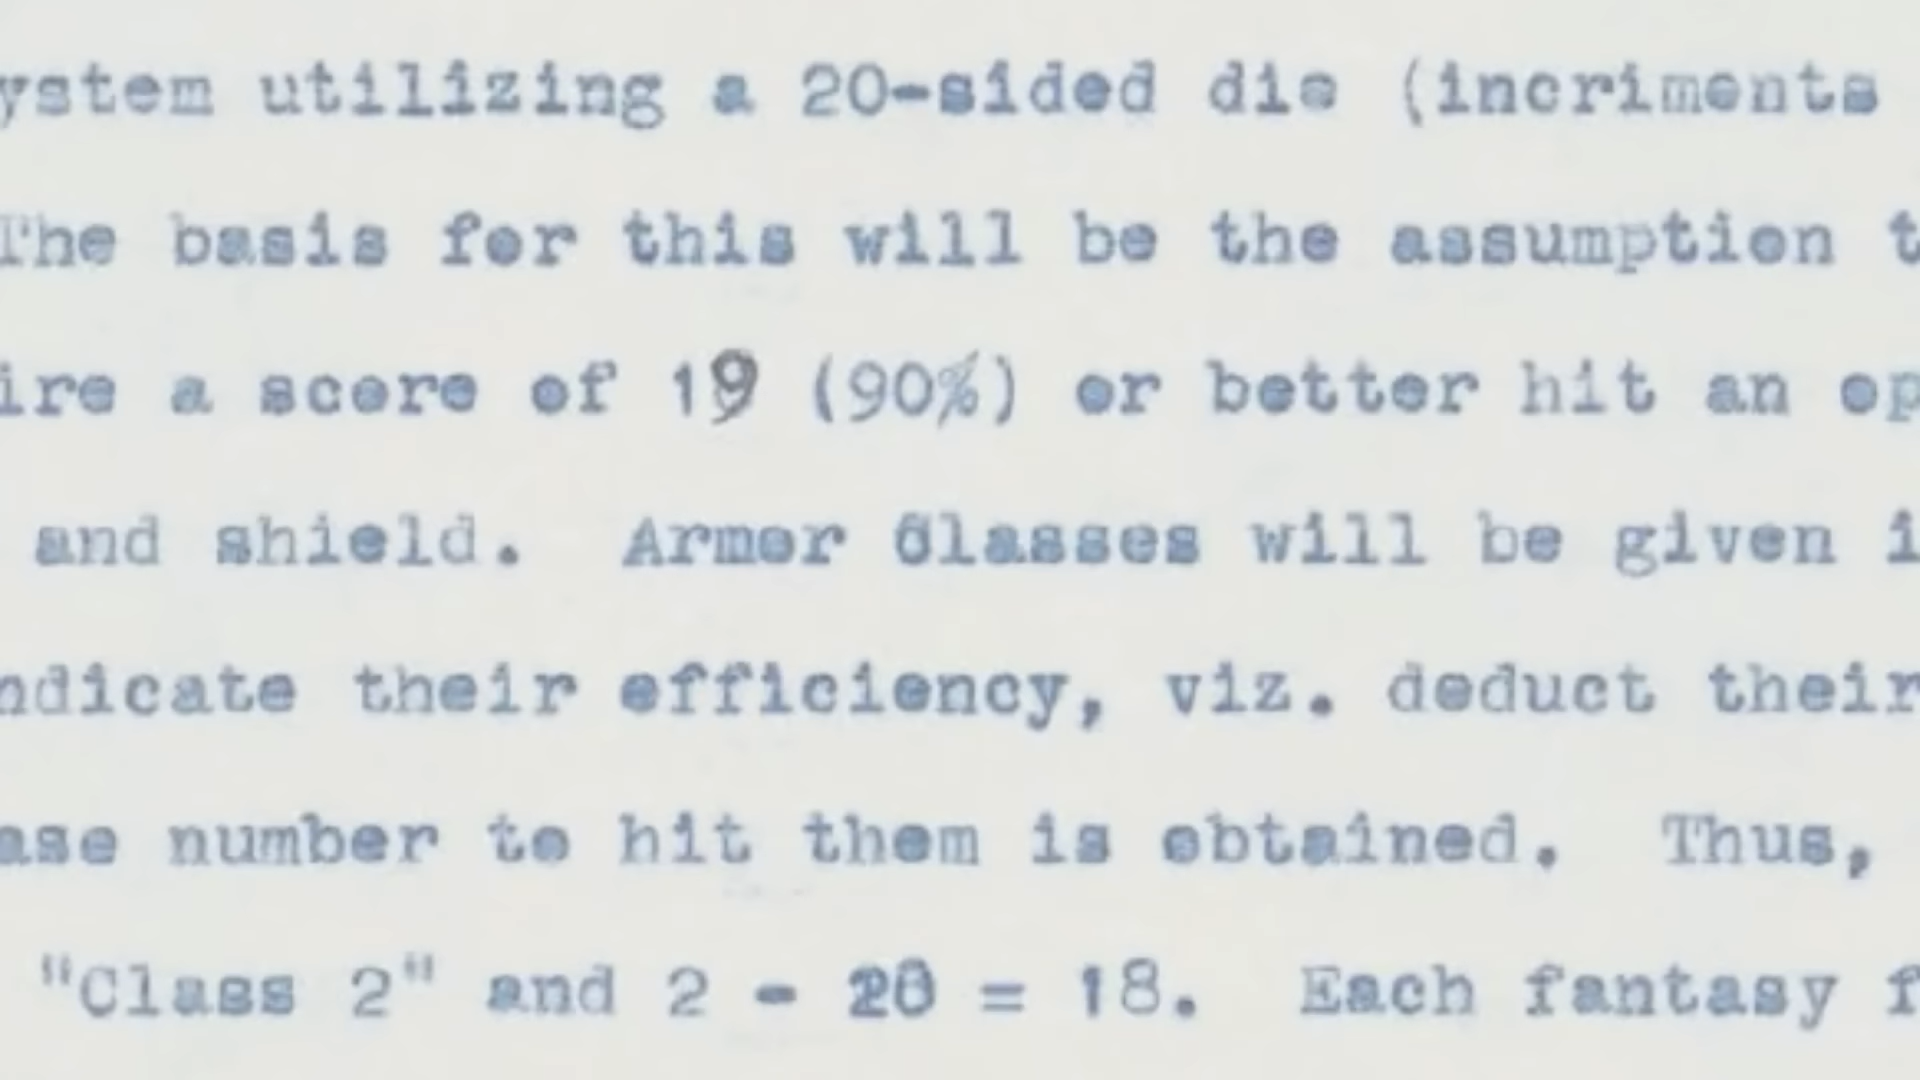 ystem utilizing a 20-sided die (incriments
The basis for this will be the assumption t
ire a score of 19 (90%) or better hit an op
and shield. Armor Classes will be given i
ndicate their efficiency, viz. deduct their
ase number to hit them is obtained. Thus,
"Class 2" and 2 - 20 = 18. Each fantasy f